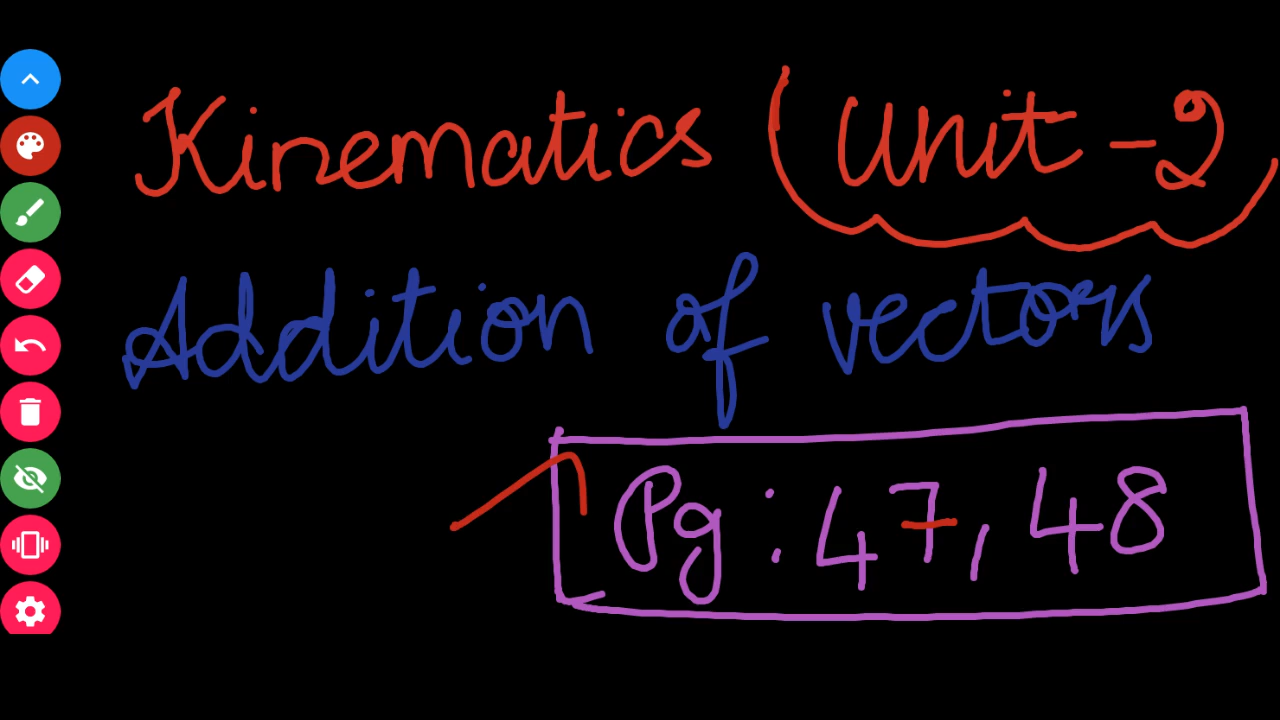 Kinematics (Unit-2)
Addition of vectors
Pg: 47, 48